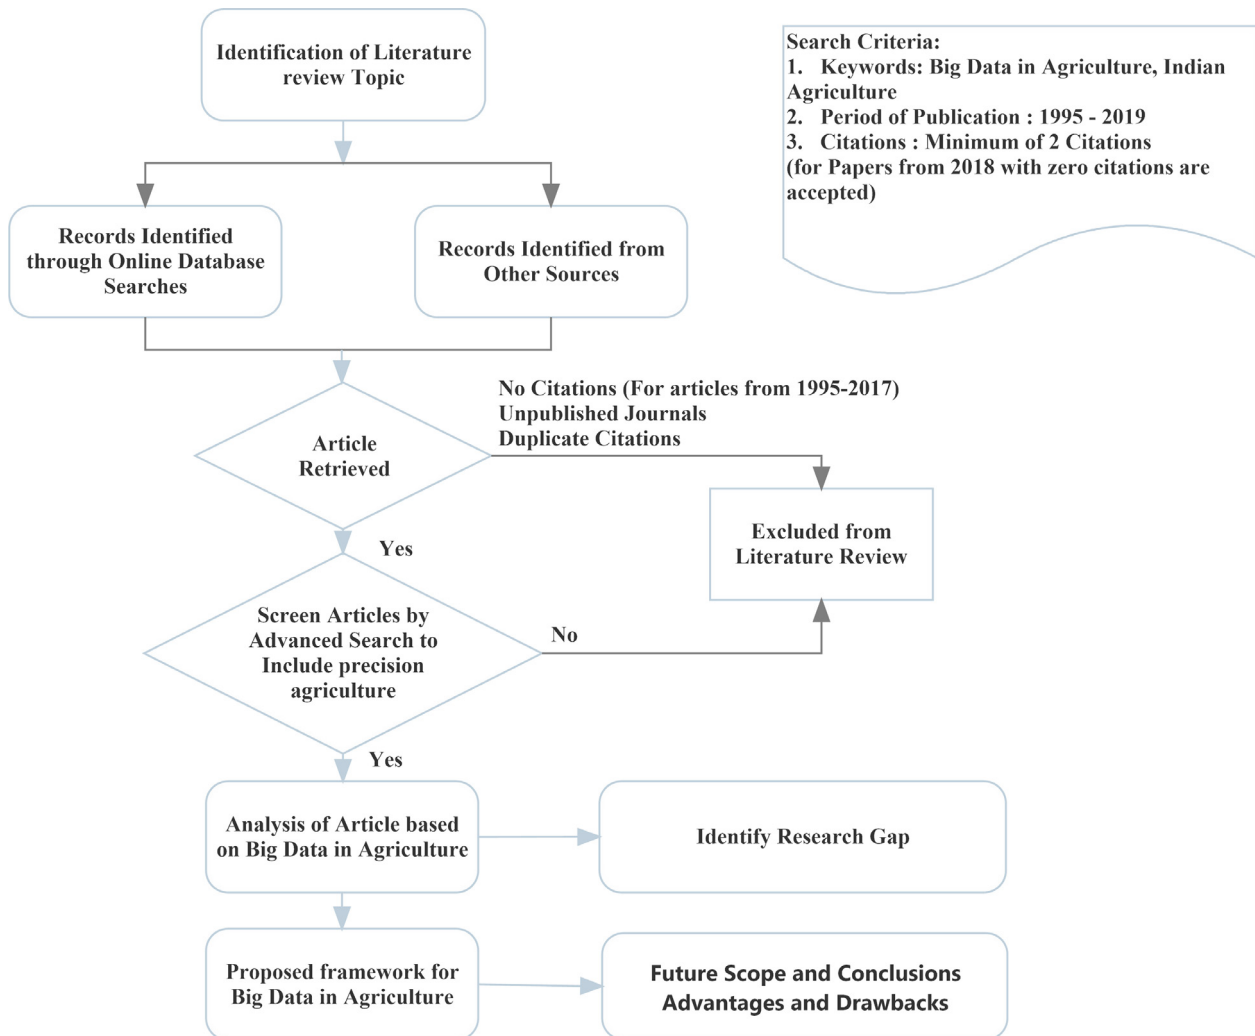 Identification of Literature
review Topic
Search Criteria:
1. Keywords: Big Data in Agriculture, Indian
Agriculture
2. Period of Publication : 1995 - 2019
3. Citations : Minimum of 2 Citations
(for Papers from 2018 with zero citations are
accepted)
Records Identified
through Online Database
Searches
Records Identified from
Other Sources
No Citations (For articles from 1995-2017)
Unpublished Journals
Duplicate Citations
Article
Retrieved
Excluded from
Literature Review
Yes
Screen Articles by
Advanced Search to
Include precision
agriculture
No
Yes
Analysis of Article based
on Big Data in Agriculture
Identify Research Gap
Proposed framework for
Big Data in Agriculture
Future Scope and Conclusions
Advantages and Drawbacks